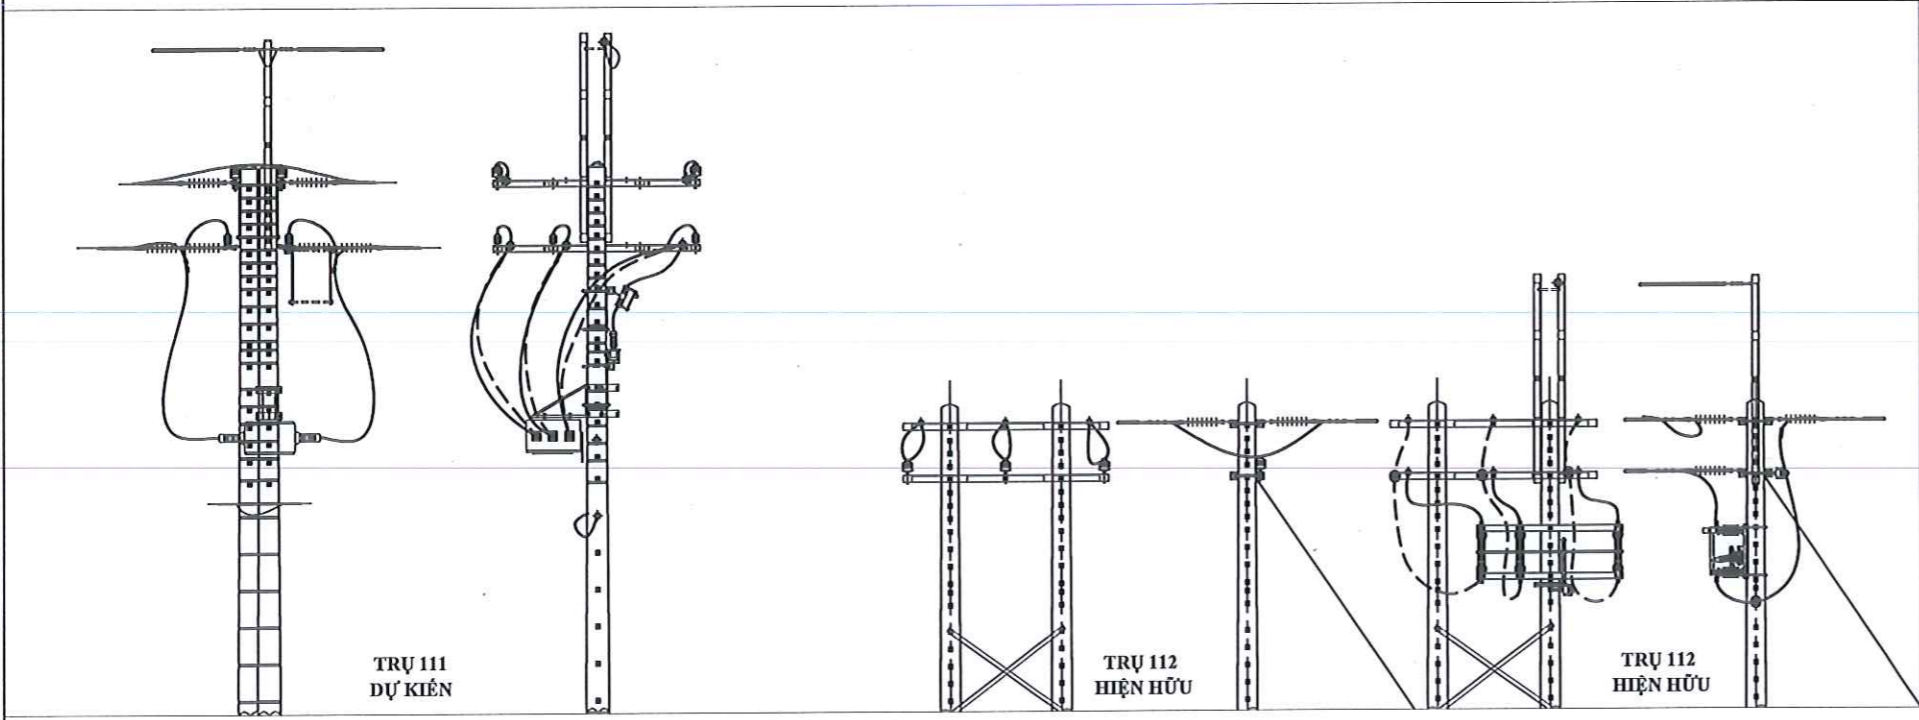 TRỤ 111
DỰ KIẾN
TRỤ 112
HIỆN HỮU
TRỤ 112
HIỆN HỮU